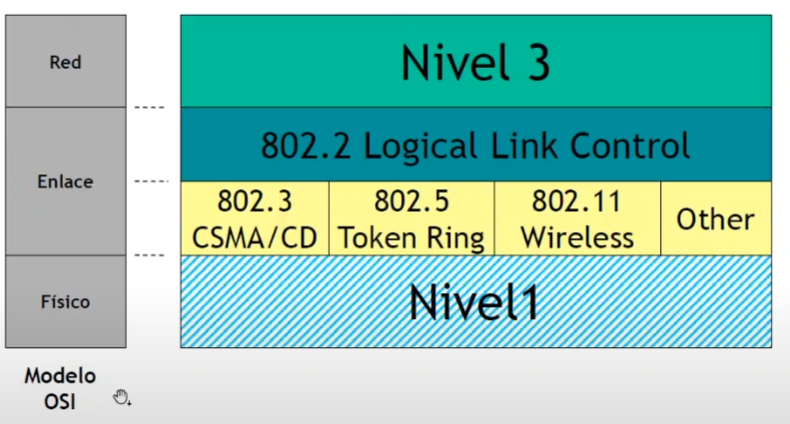 Red
Nivel 3
802.2 Logical Link Control
Enlace
802.3
CSMA/CD
802.5
Token Ring
802.11
Wireless
Other
Físico
Nivel1
Modelo
OSI